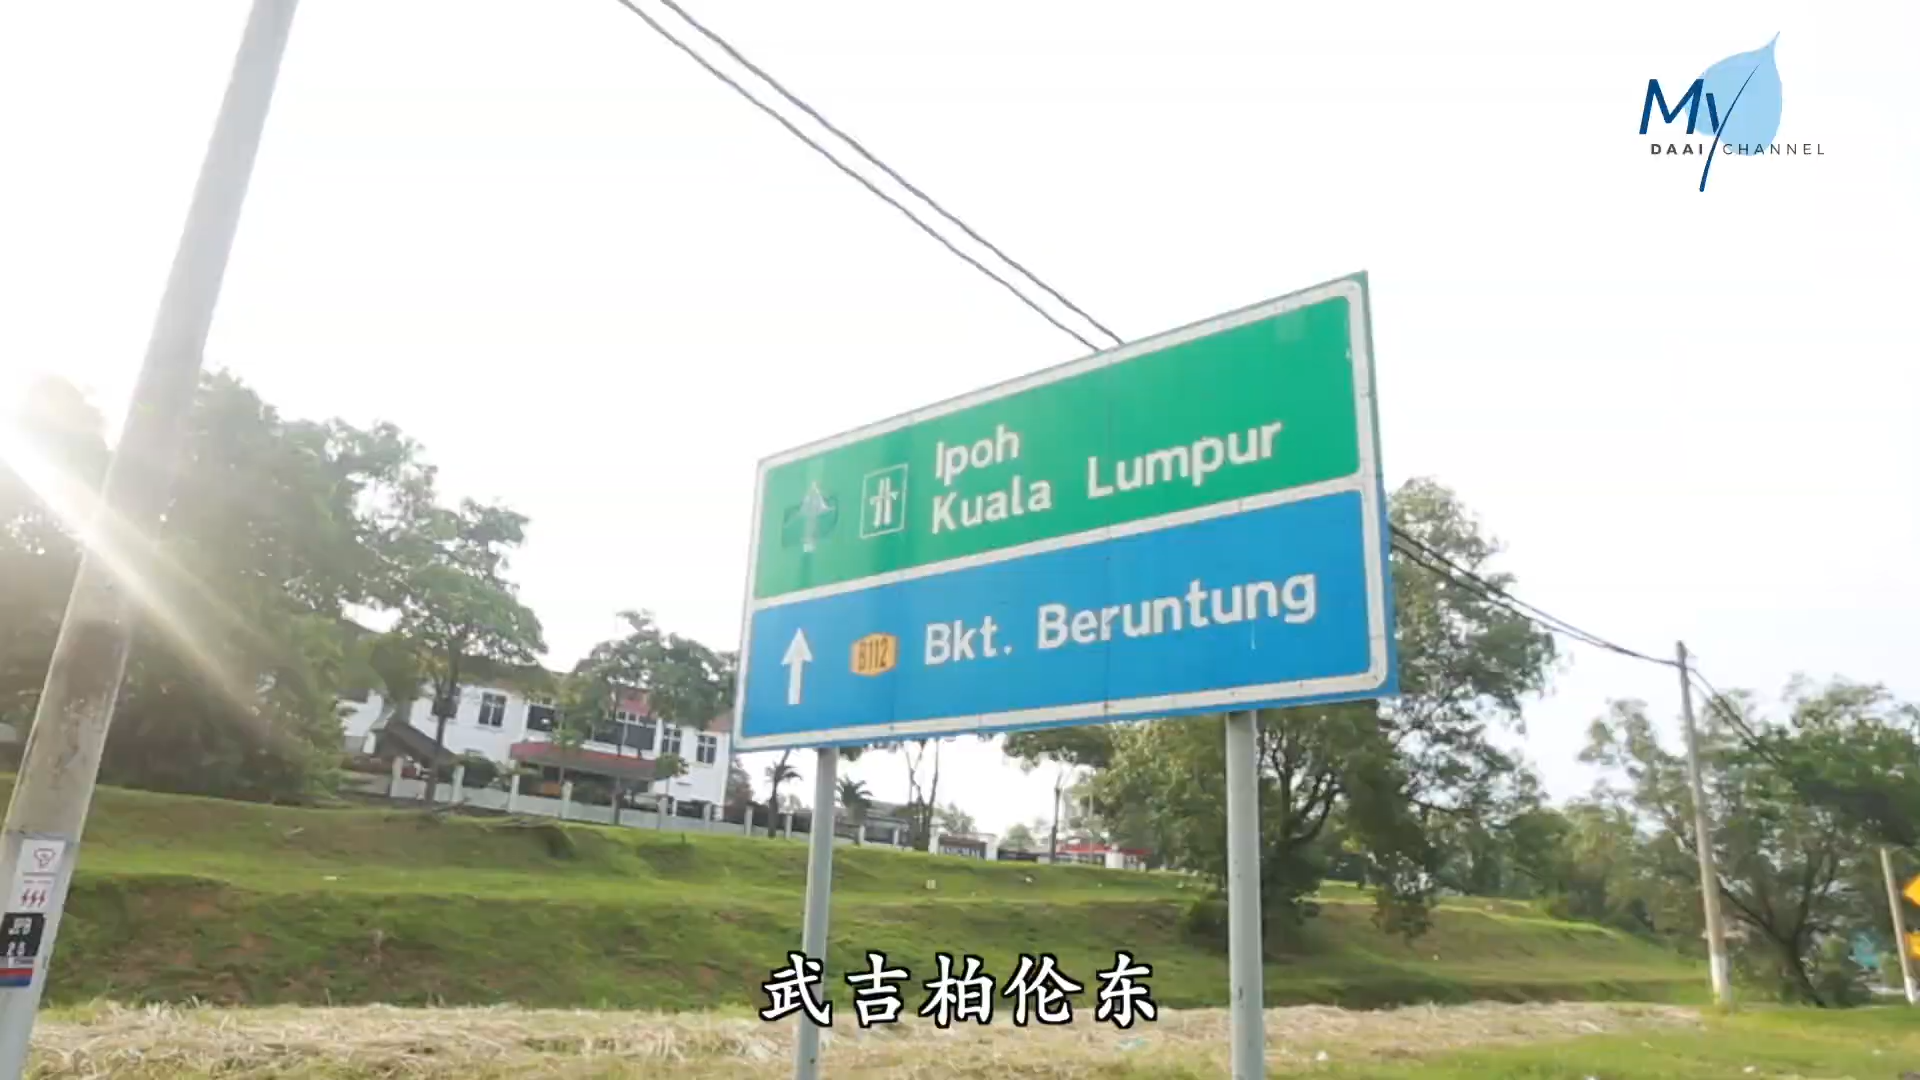 My
DAAI CHANNEL
Ipoh
Kuala Lumpur
B112 Bkt. Beruntung
武吉柏伦东